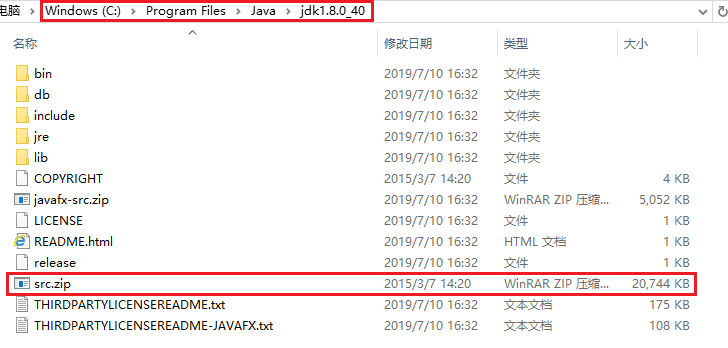 电脑 › Windows (C:) › Program Files › Java › jdk1.8.0_40
名称 修改日期 类型 大小
bin 2019/7/10 16:32 文件夹
db 2019/7/10 16:32 文件夹
include 2019/7/10 16:32 文件夹
jre 2019/7/10 16:32 文件夹
lib 2019/7/10 16:32 文件夹
COPYRIGHT 2015/3/7 14:20 文件 4 KB
javafx-src.zip 2019/7/10 16:32 WinRAR ZIP 压缩... 5,052 KB
LICENSE 2019/7/10 16:32 文件 1 KB
README.html 2019/7/10 16:32 HTML 文档 1 KB
release 2019/7/10 16:32 文件 1 KB
src.zip 2015/3/7 14:20 WinRAR ZIP 压缩... 20,744 KB
THIRDPARTYLICENSEREADME.txt 2019/7/10 16:32 文本文档 175 KB
THIRDPARTYLICENSEREADME-JAVAFX.txt 2019/7/10 16:32 文本文档 108 KB